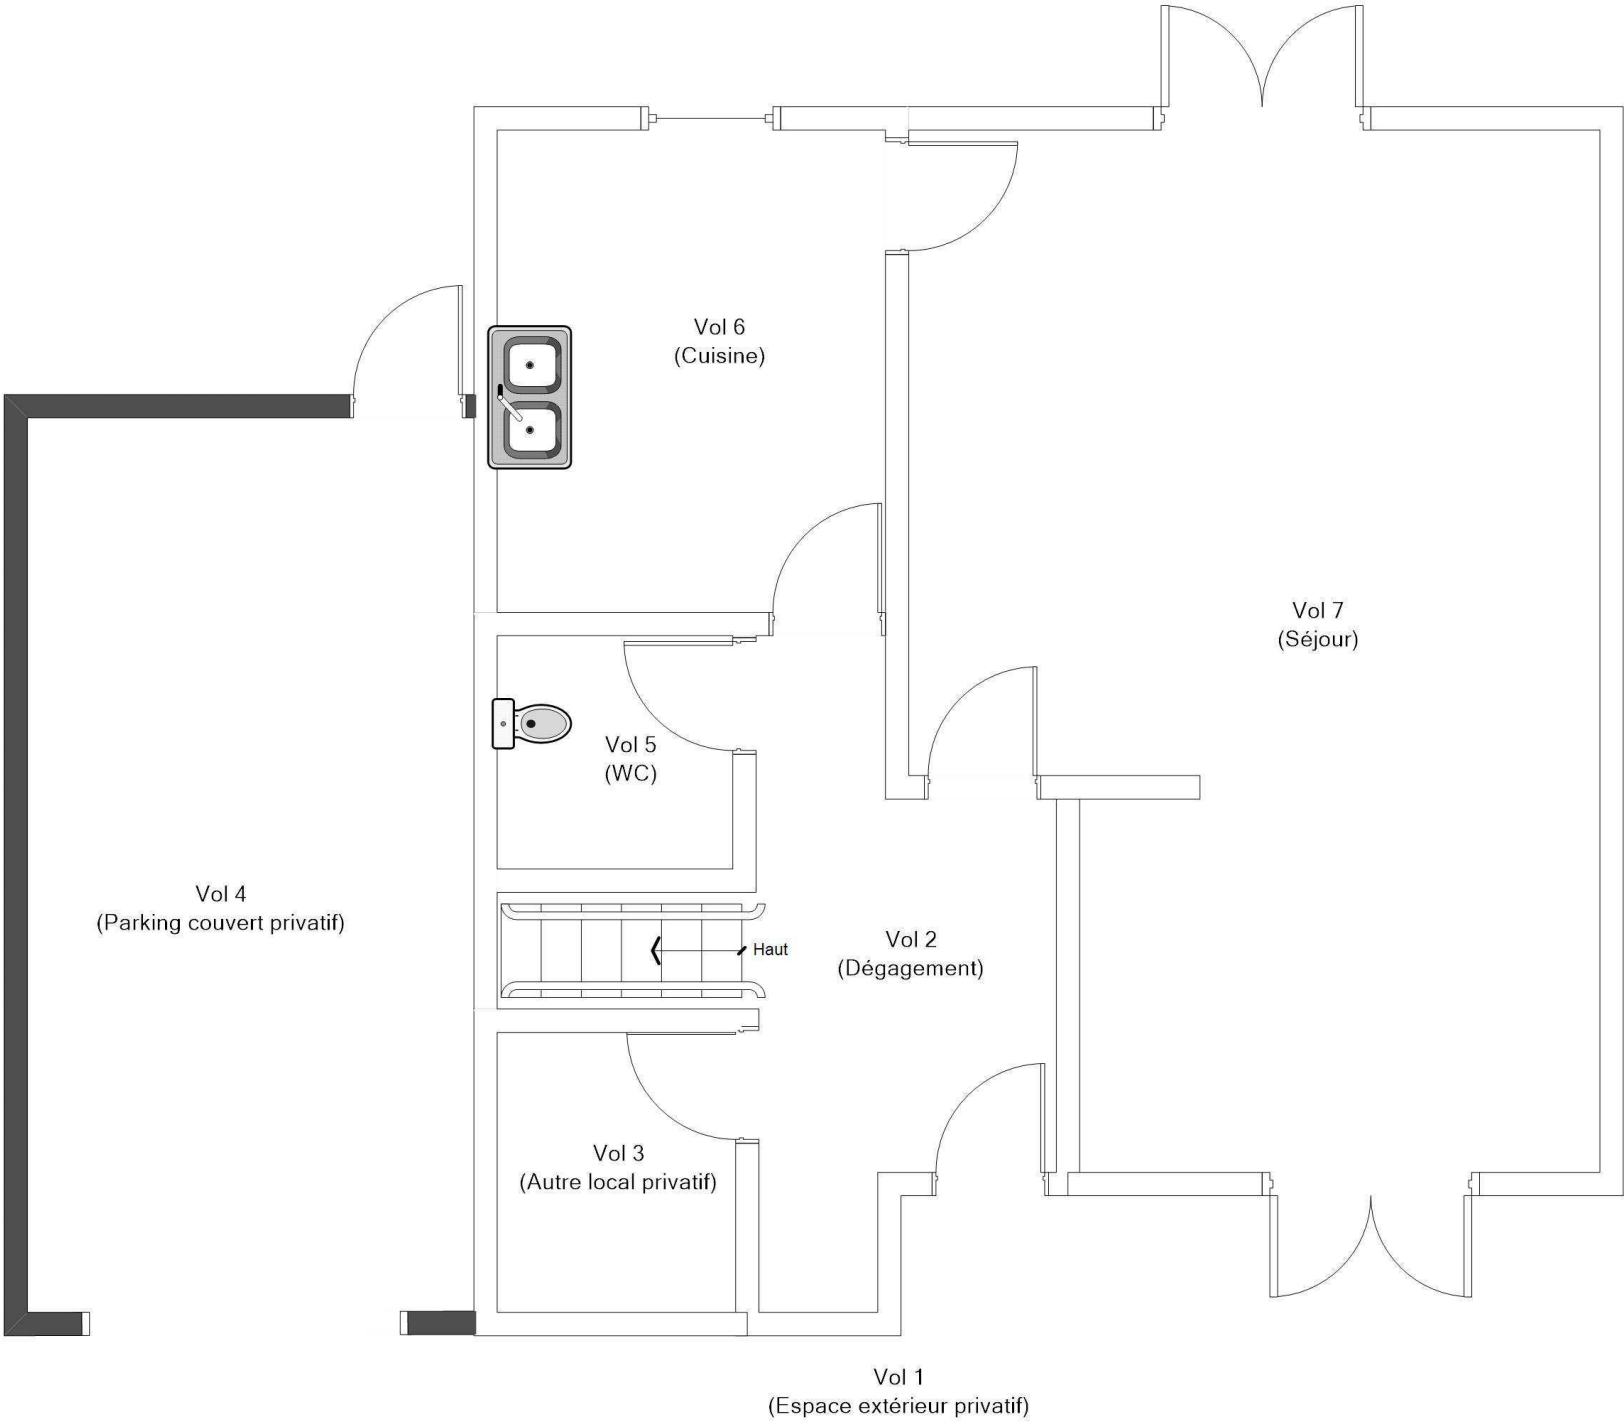 Vol 6
(Cuisine)
Vol 7
(Séjour)
Vol 5
(WC)
Vol 4
(Parking couvert privatif)
Haut
Vol 2
(Dégagement)
Vol 3
(Autre local privatif)
Vol 1
(Espace extérieur privatif)